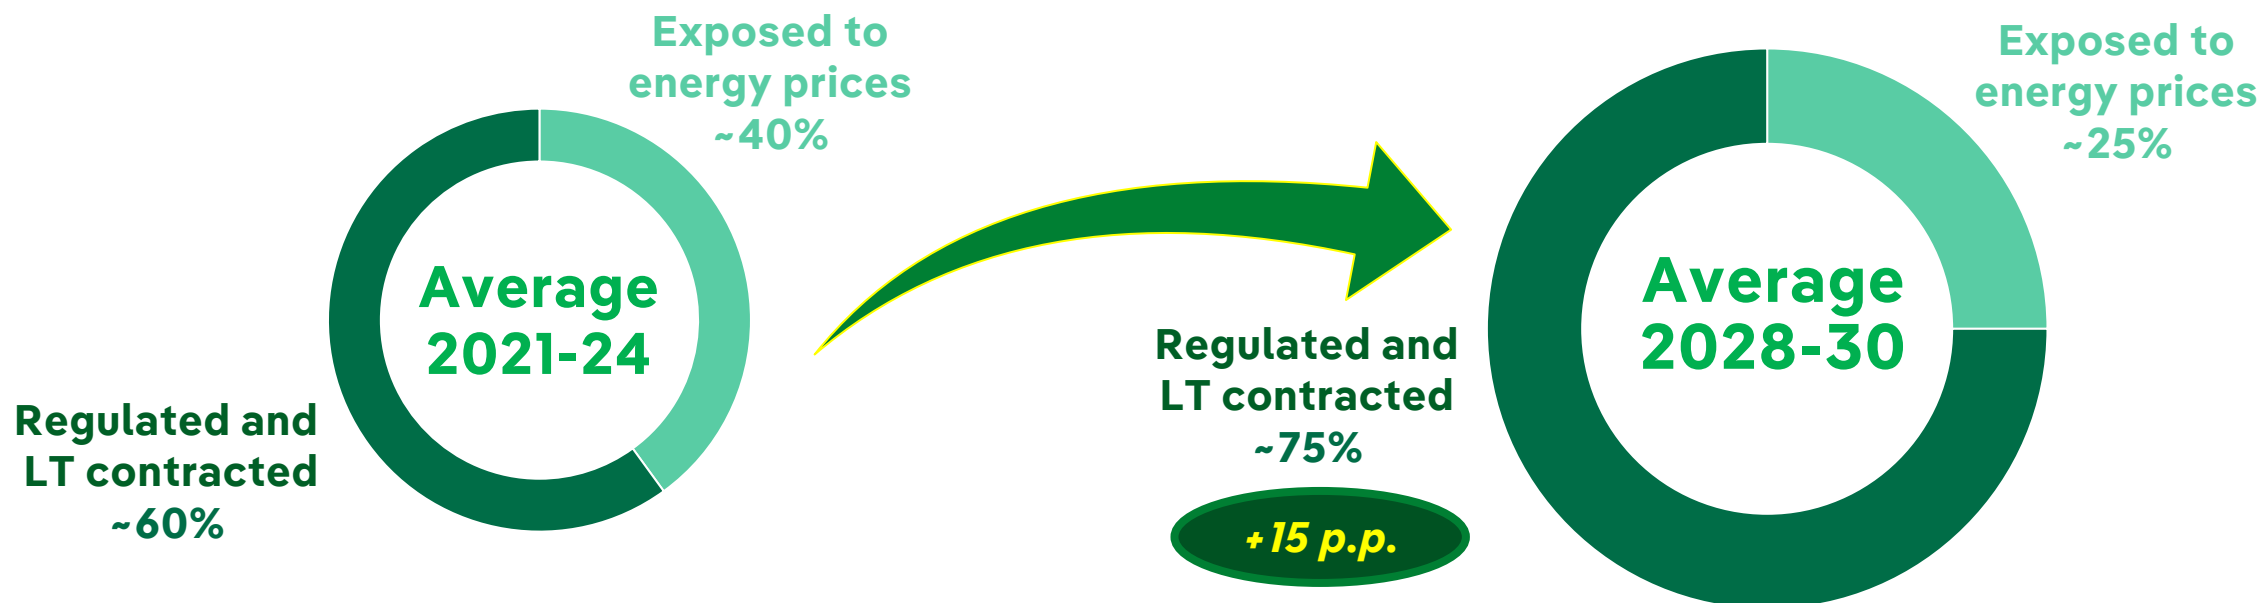 Exposed to
energy prices
~40%
Average
2021-24
Regulated and
LT contracted
~60%
Exposed to
energy prices
~25%
Average
2028-30
Regulated and
LT contracted
~75%
+15 p.p.